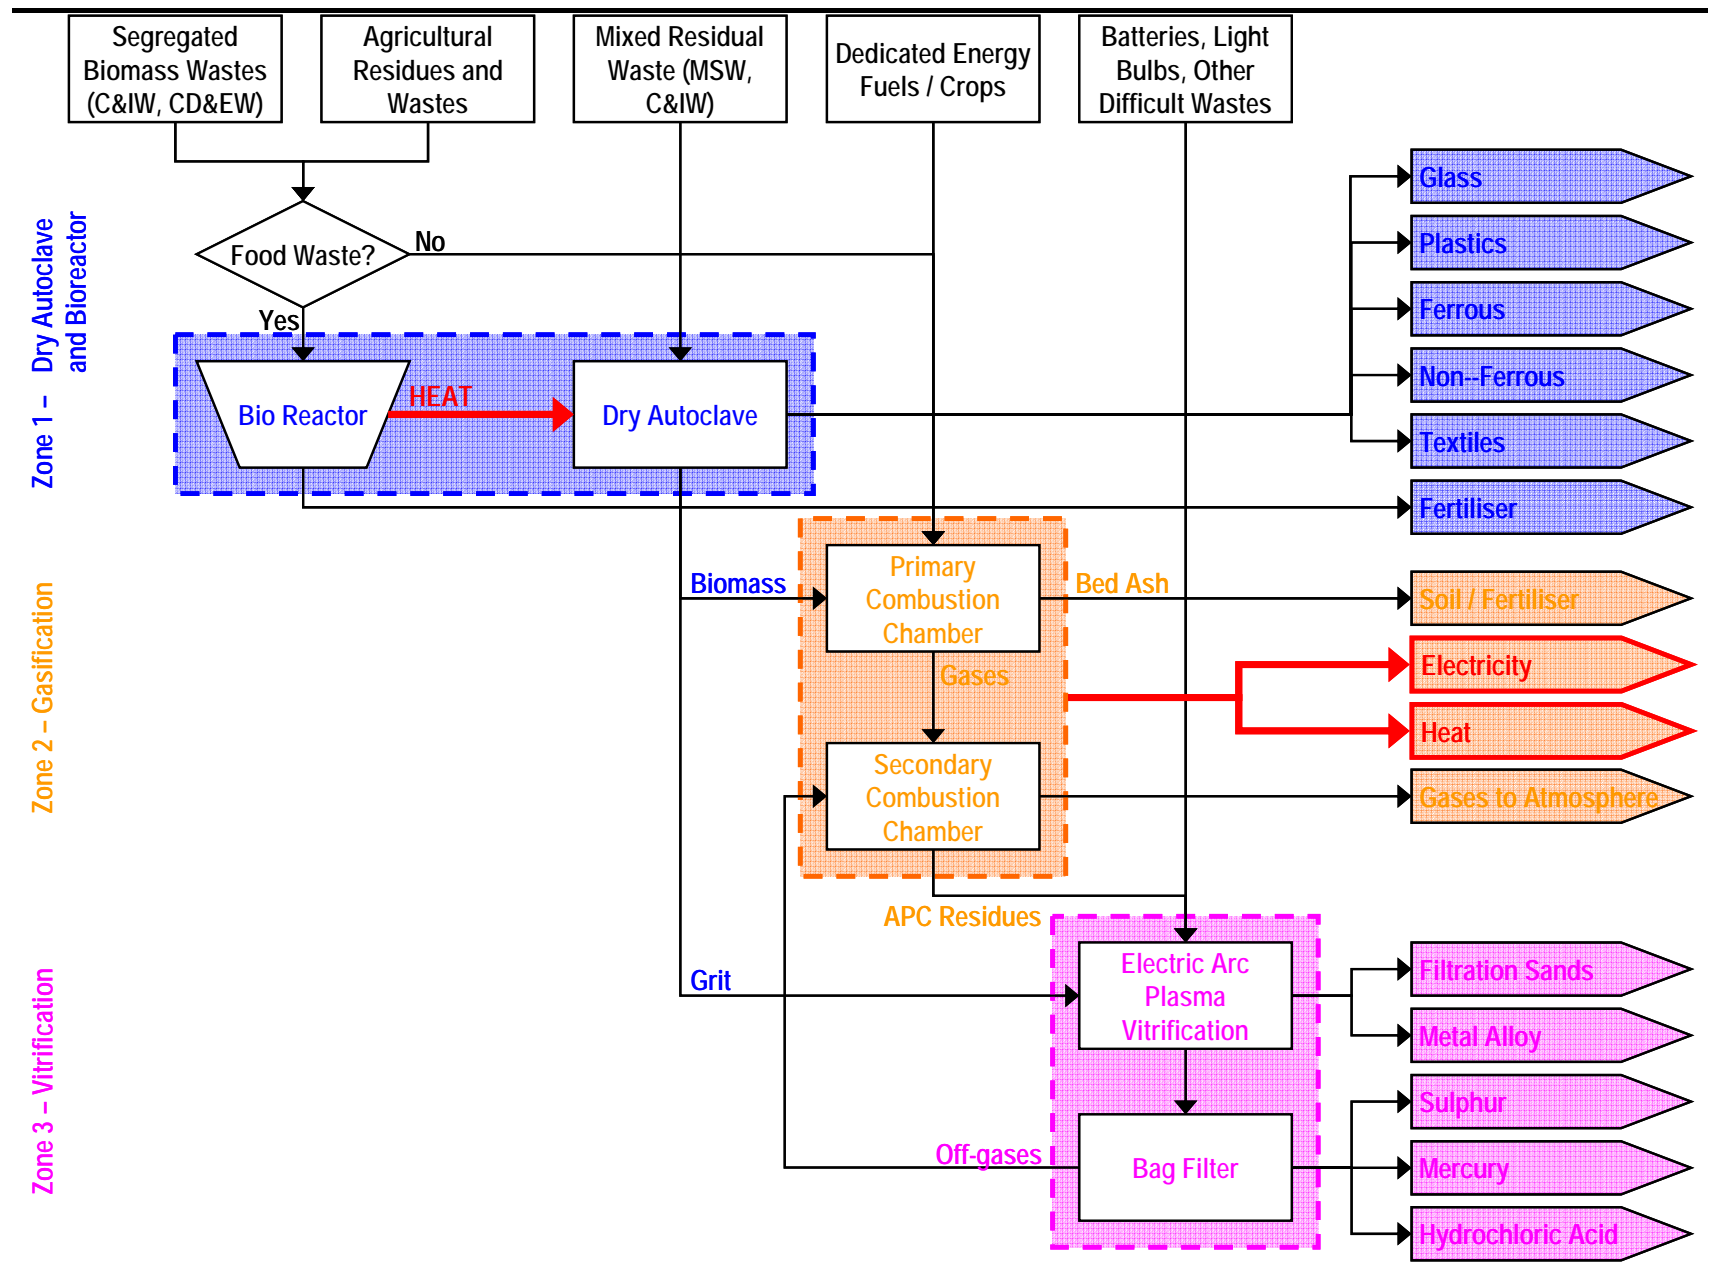 Segregated
Biomass Wastes
(C&IW, CD&EW)
Agricultural
Residues and
Wastes
Mixed Residual
Waste (MSW,
C&IW)
Dedicated Energy
Fuels / Crops
Batteries, Light
Bulbs, Other
Difficult Wastes
Zone 1 – Dry Autoclave
and Bioreactor
Food Waste?
No
Yes
Bio Reactor
HEAT
Dry Autoclave
Glass
Plastics
Ferrous
Non--Ferrous
Textiles
Fertiliser
Zone 2 – Gasification
Biomass
Primary
Combustion
Chamber
Bed Ash
Gases
Secondary
Combustion
Chamber
Soil / Fertiliser
Electricity
Heat
Gases to Atmosphere
APC Residues
Zone 3 – Vitrification
Grit
Electric Arc
Plasma
Vitrification
Off-gases
Bag Filter
Filtration Sands
Metal Alloy
Sulphur
Mercury
Hydrochloric Acid